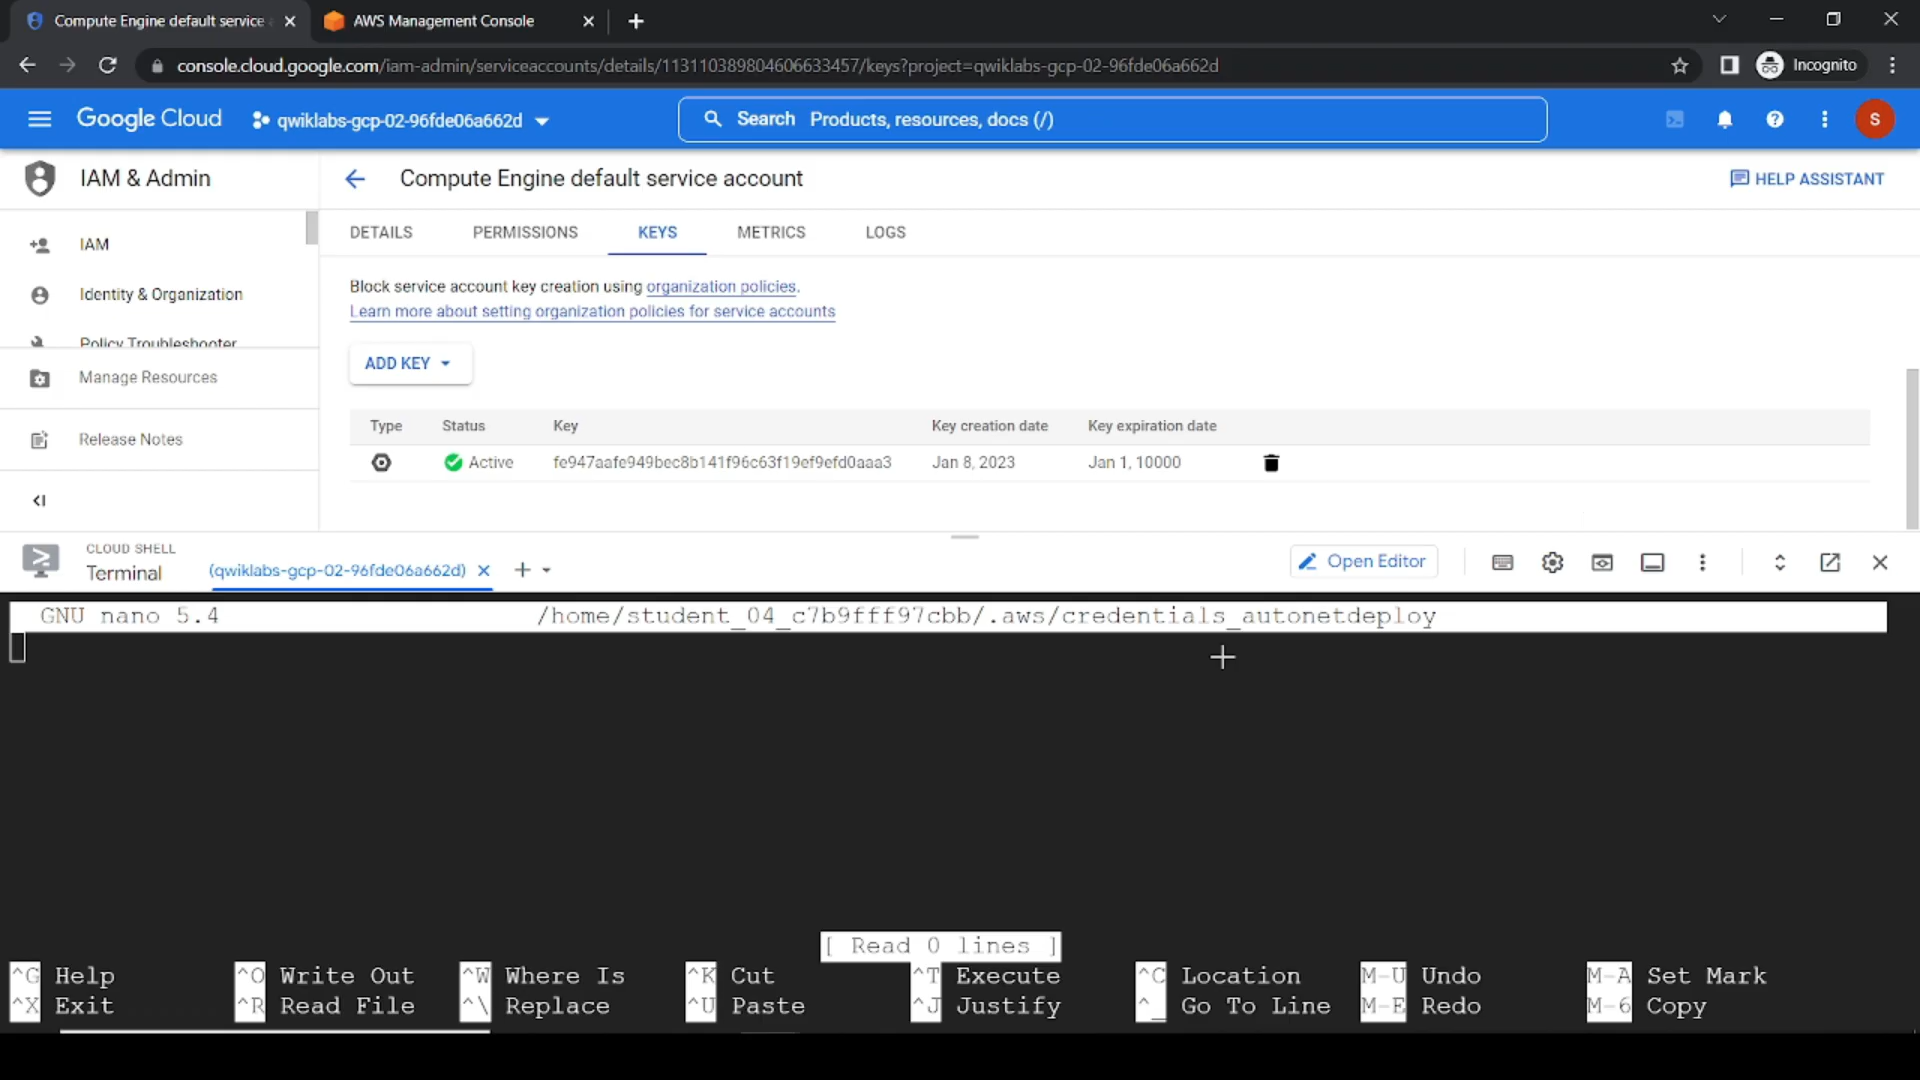 Compute Engine default service
AWS Management Console
console.cloud.google.com/iam-admin/serviceaccounts/details/113110389804606633457/keys?project=qwiklabs-gcp-02-96fde06a662d
Incognito
Google Cloud
qwiklabs-gcp-02-96fde06a662d
Search Products, resources, docs (/)
S
IAM & Admin
Compute Engine default service account
HELP ASSISTANT
IAM
Identity & Organization
Policy Troubleshooter
Manage Resources
Release Notes
DETAILS
PERMISSIONS
KEYS
METRICS
LOGS
Block service account key creation using organization policies.
Learn more about setting organization policies for service accounts
ADD KEY
Type Status Key Key creation date Key expiration date
Active fe947aafe949bec8b141f96c63f19ef9efd0aaa3 Jan 8, 2023 Jan 1, 10000
CLOUD SHELL
Terminal
(qwiklabs-gcp-02-96fde06a662d)
Open Editor
GNU nano 5.4 /home/student_04_c7b9fff97cbb/.aws/credentials_autonetdeploy
[ Read 0 lines ]
^G Help ^O Write Out ^W Where Is ^K Cut ^T Execute ^C Location M-U Undo M-A Set Mark
^X Exit ^R Read File ^\ Replace ^U Paste ^J Justify ^_ Go To Line M-E Redo M-6 Copy